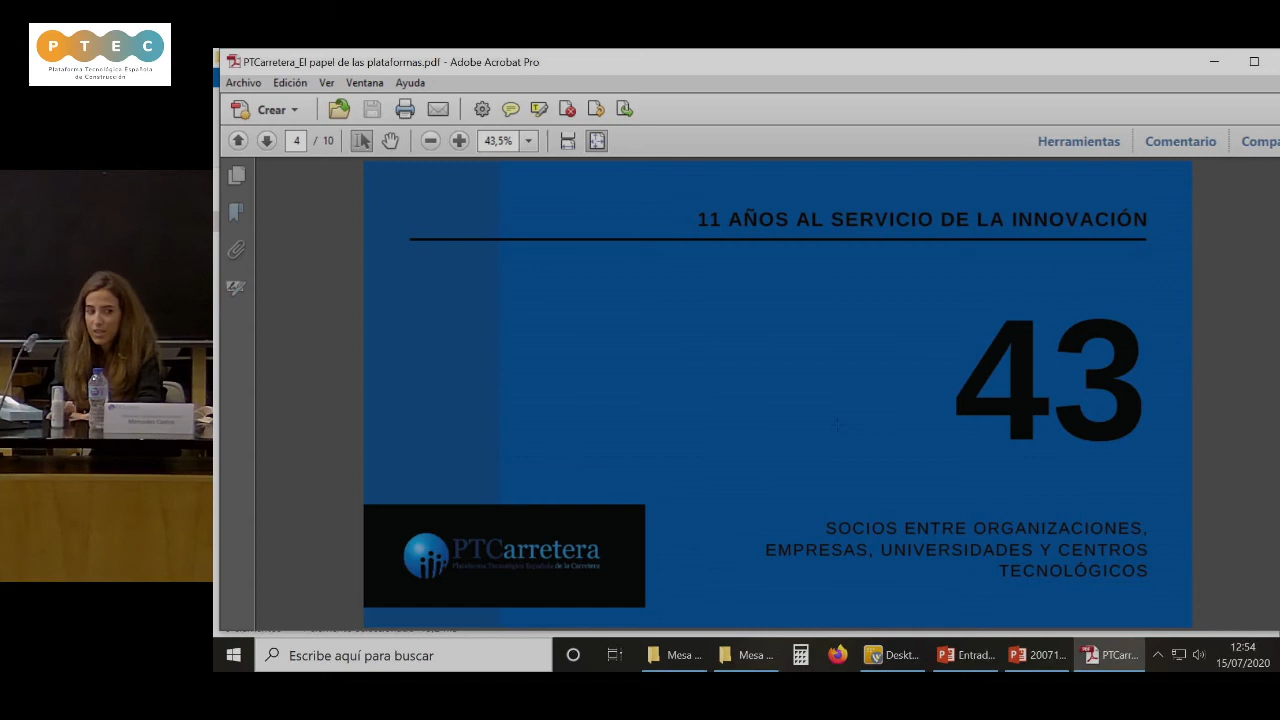 P T E C
Plataforma Tecnológica Española
de Construcción
PTCarretera_El papel de las plataformas.pdf - Adobe Acrobat Pro
Archivo Edición Ver Ventana Ayuda
Crear
4 / 10 43,5%
Herramientas Comentario Compa
11 AÑOS AL SERVICIO DE LA INNOVACIÓN
43
SOCIOS ENTRE ORGANIZACIONES,
EMPRESAS, UNIVERSIDADES Y CENTROS
TECNOLÓGICOS
PTCarretera
Plataforma Tecnológica Española de la Carretera
Escribe aquí para buscar
Mesa ... Mesa ... Deskt... Entrad... 20071... PTCarr...
12:54
15/07/2020